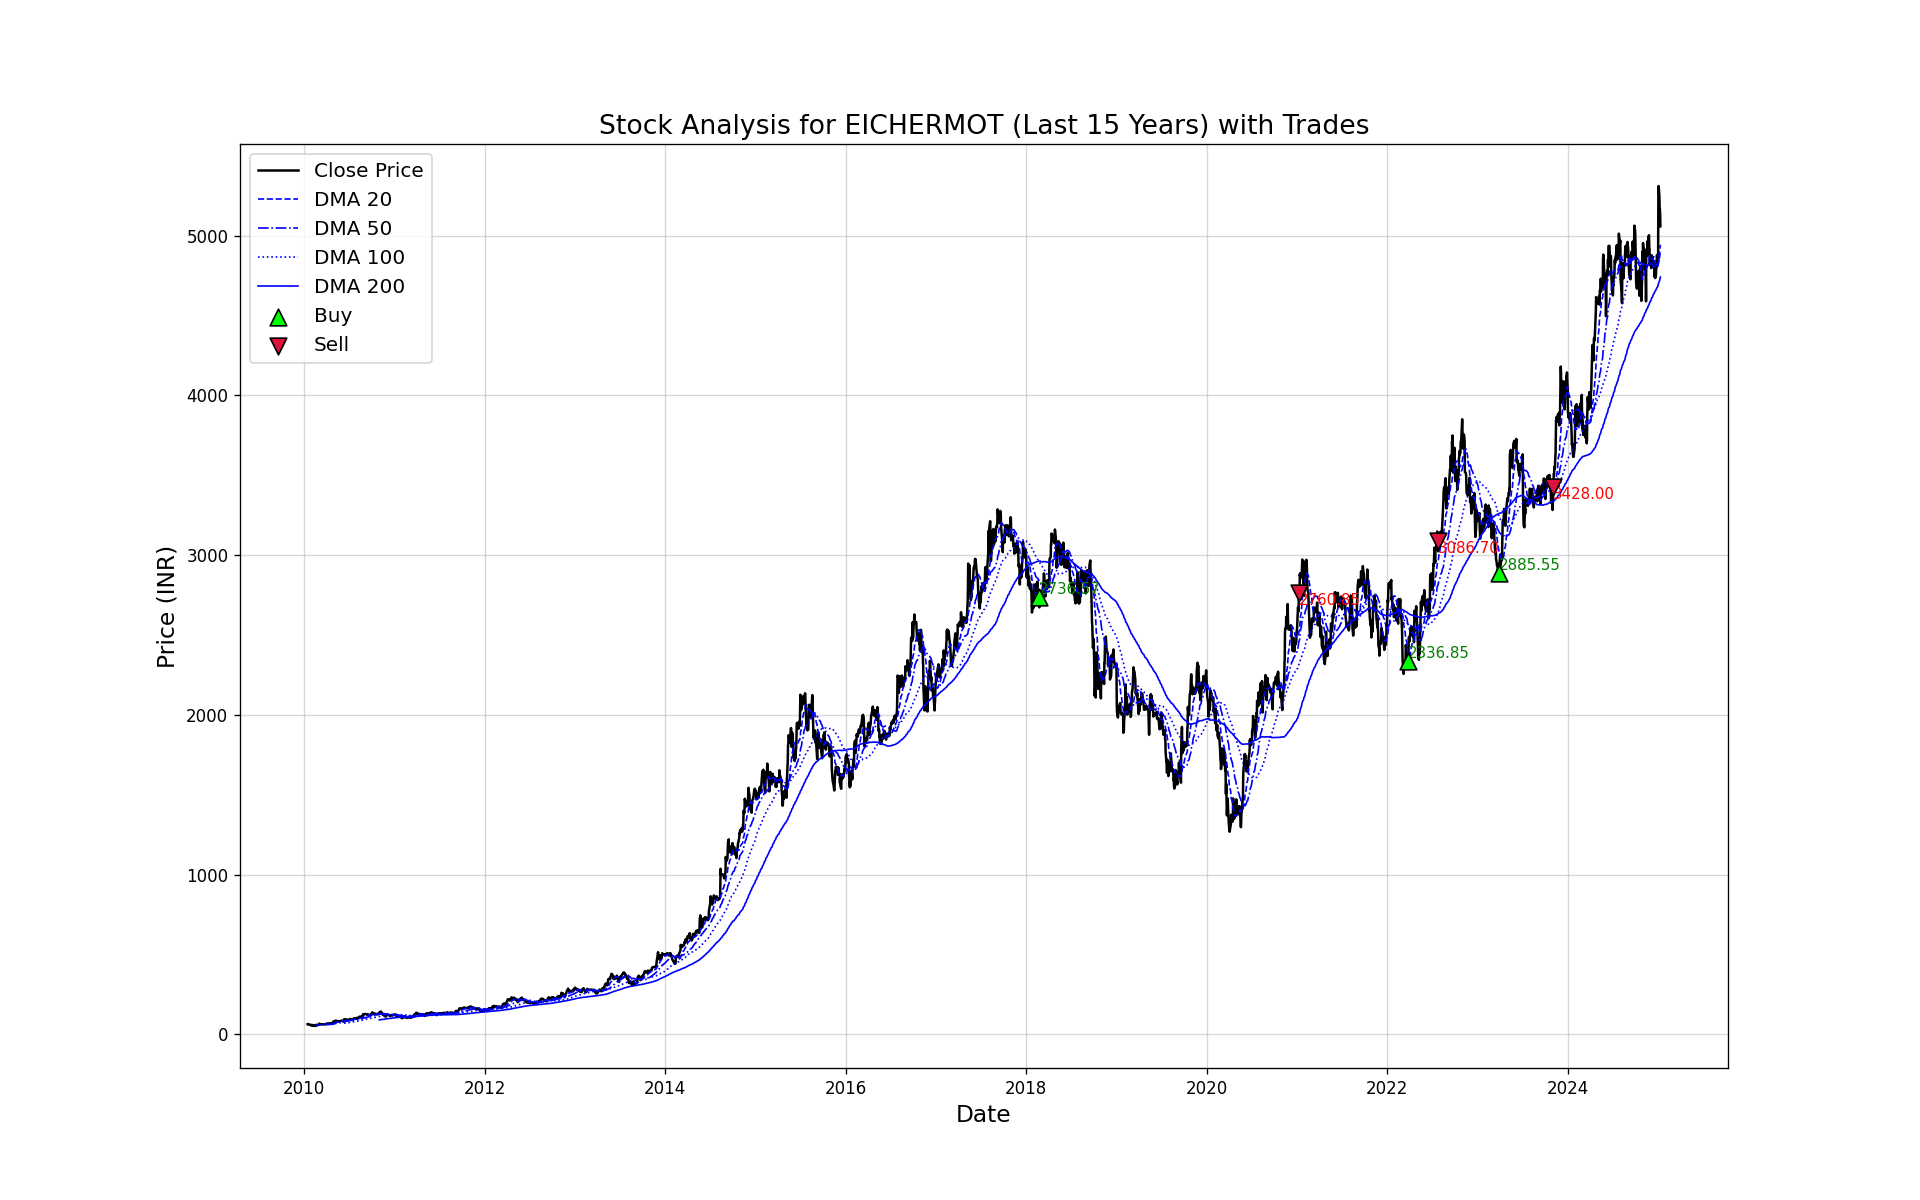 Stock Analysis for EICHERMOT (Last 15 Years) with Trades
Close Price
DMA 20
DMA 50
DMA 100
DMA 200
Buy
Sell
Price (INR)
5000
4000
3000
2000
1000
0
3428.00
3086.70
2885.55
2336.85
2010
2012
2014
2016
2018
2020
2022
2024
Date